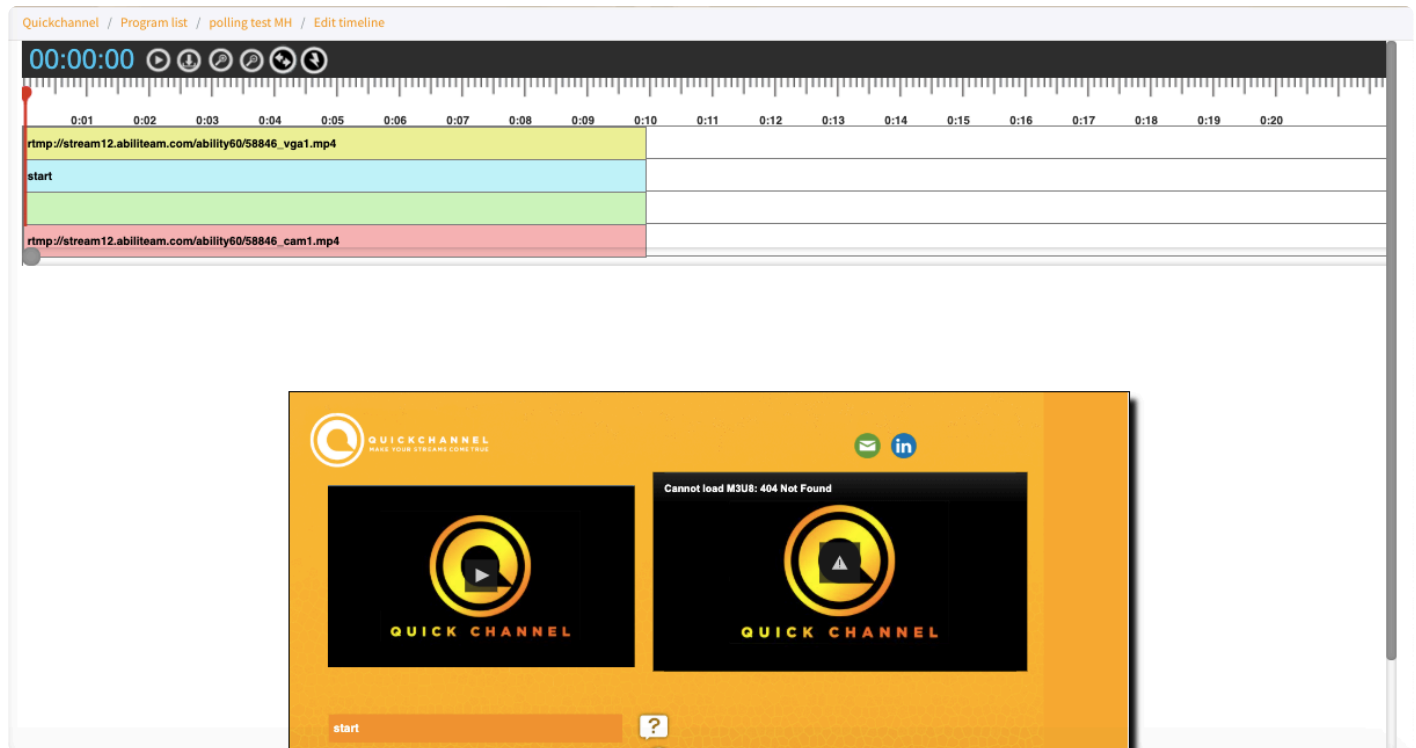 Quickchannel / Program list / polling test MH / Edit timeline
00:00:00
0:01 0:02 0:03 0:04 0:05 0:06 0:07 0:08 0:09 0:10 0:11 0:12 0:13 0:14 0:15 0:16 0:17 0:18 0:19 0:20
rtmp://stream12.abiliteam.com/ability60/58846_vga1.mp4
start
rtmp://stream12.abiliteam.com/ability60/58846_cam1.mp4
QUICKCHANNEL
MAKE YOUR STREAMS COME TRUE
in
Cannot load M3U8: 404 Not Found
QUICK CHANNEL
QUICK CHANNEL
start
?